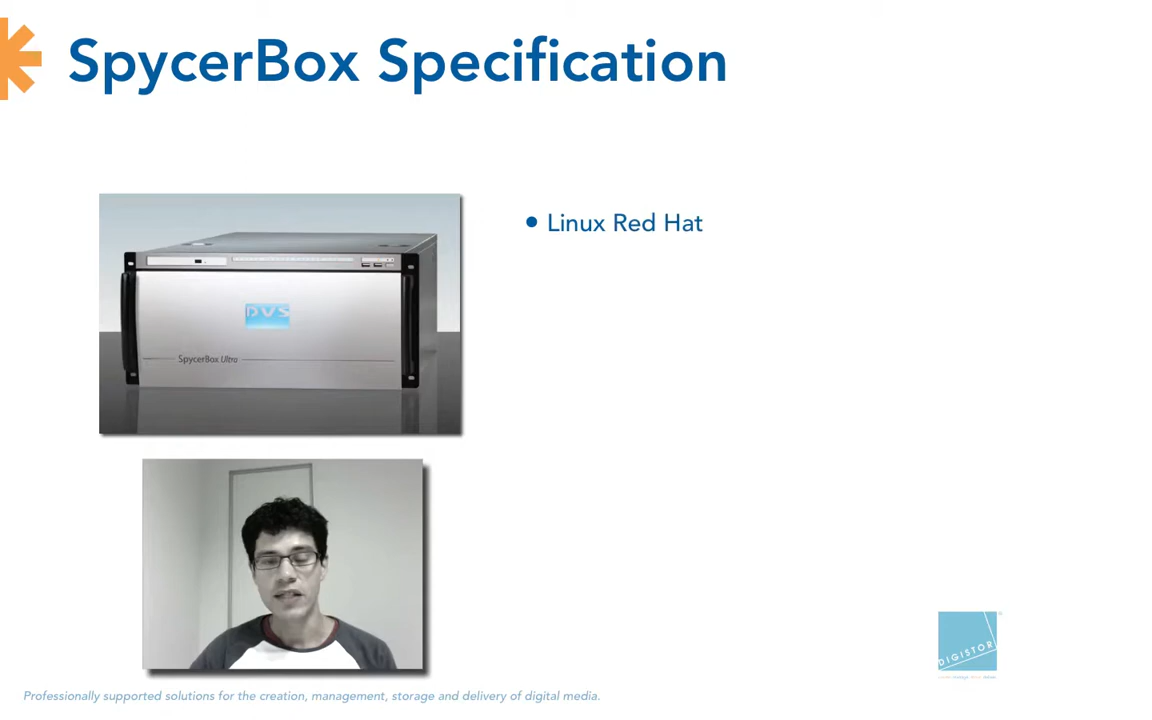 SpycerBox Specification
Linux Red Hat
DVS
SpycerBox Ultra
DIGISTOR
Professionally supported solutions for the creation, management, storage and delivery of digital media.